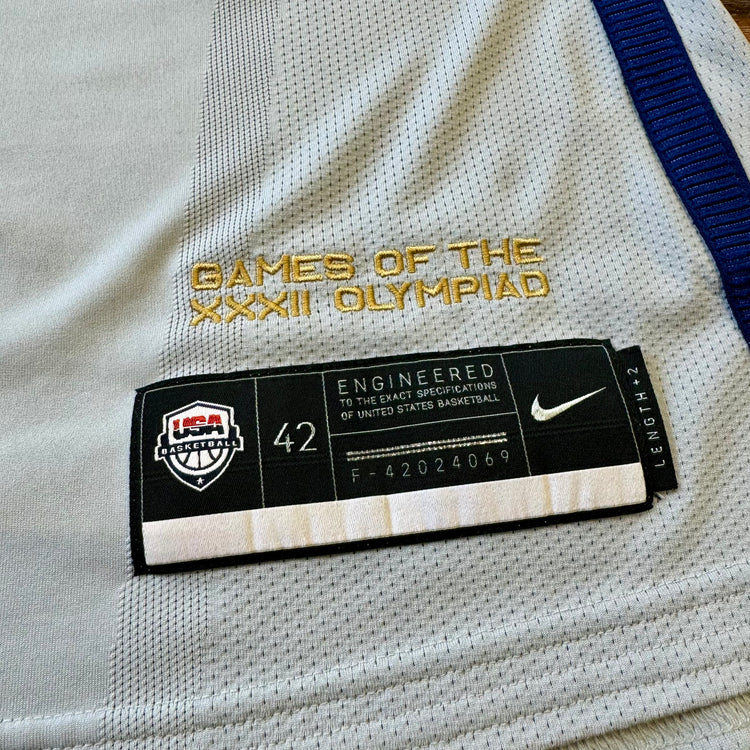 GAMES OF THE
XXXII OLYMPIAD
USA
BASKETBALL
42
ENGINEERED
TO THE EXACT SPECIFICATIONS
OF UNITED STATES BASKETBALL
F-42024069
LENGTH +2